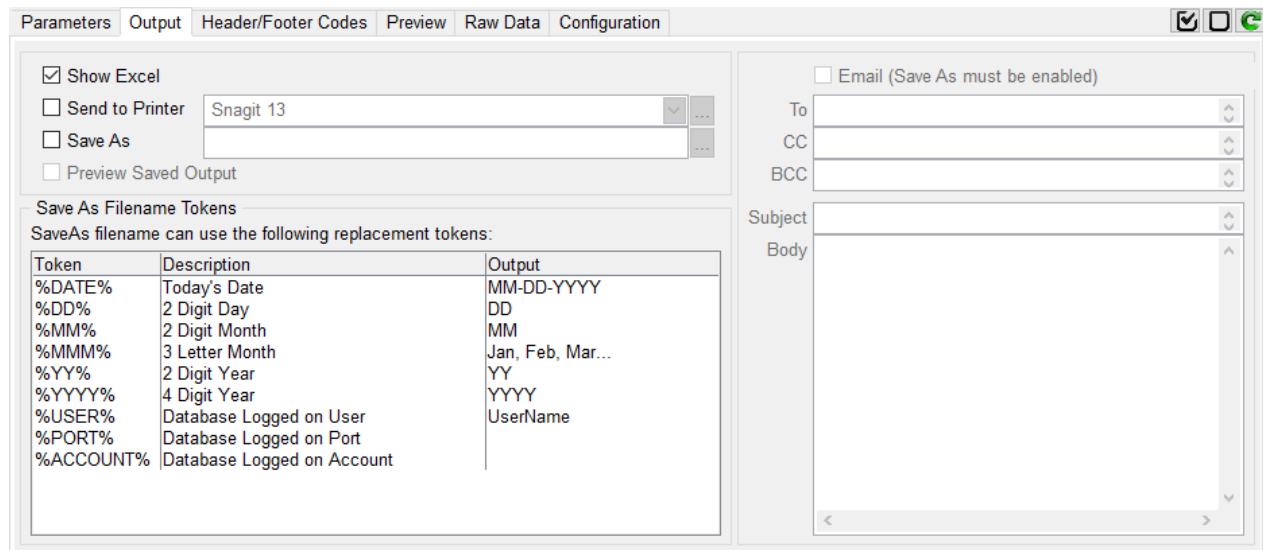 Parameters Output Header/Footer Codes Preview Raw Data Configuration
Show Excel
Send to Printer Snagit 13 ...
Save As ...
Preview Saved Output
Save As Filename Tokens
SaveAs filename can use the following replacement tokens:
Token Description Output
%DATE% Today's Date MM-DD-YYYY
%DD% 2 Digit Day DD
%MM% 2 Digit Month MM
%MMM% 3 Letter Month Jan, Feb, Mar...
%YY% 2 Digit Year YY
%YYYY% 4 Digit Year YYYY
%USER% Database Logged on User UserName
%PORT% Database Logged on Port
%ACCOUNT% Database Logged on Account
Email (Save As must be enabled)
To
CC
BCC
Subject
Body